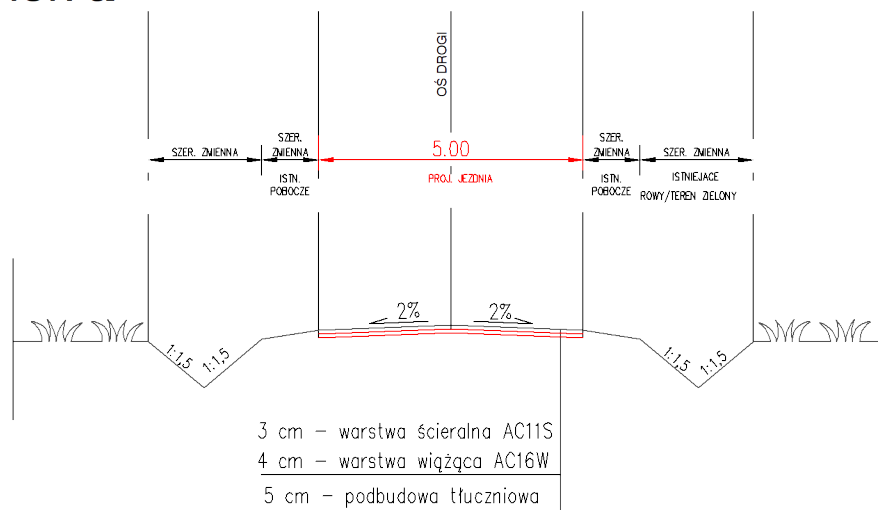 OŚ DROGI
SZER. ZMIENNA
SZER.
ZMIENNA
5.00
SZER.
ZMIENNA
SZER. ZMIENNA
ISTN.
POBOCZE
PROJ. JEZDNIA
ISTN.
POBOCZE
ISTNIEJACE
ROWY/TEREN ZIELONY
2%
2%
1:1,5
1:1,5
1:1,5
1:1,5
3 cm – warstwa ścieralna AC11S
4 cm – warstwa wiążąca AC16W
5 cm – podbudowa tłuczniowa